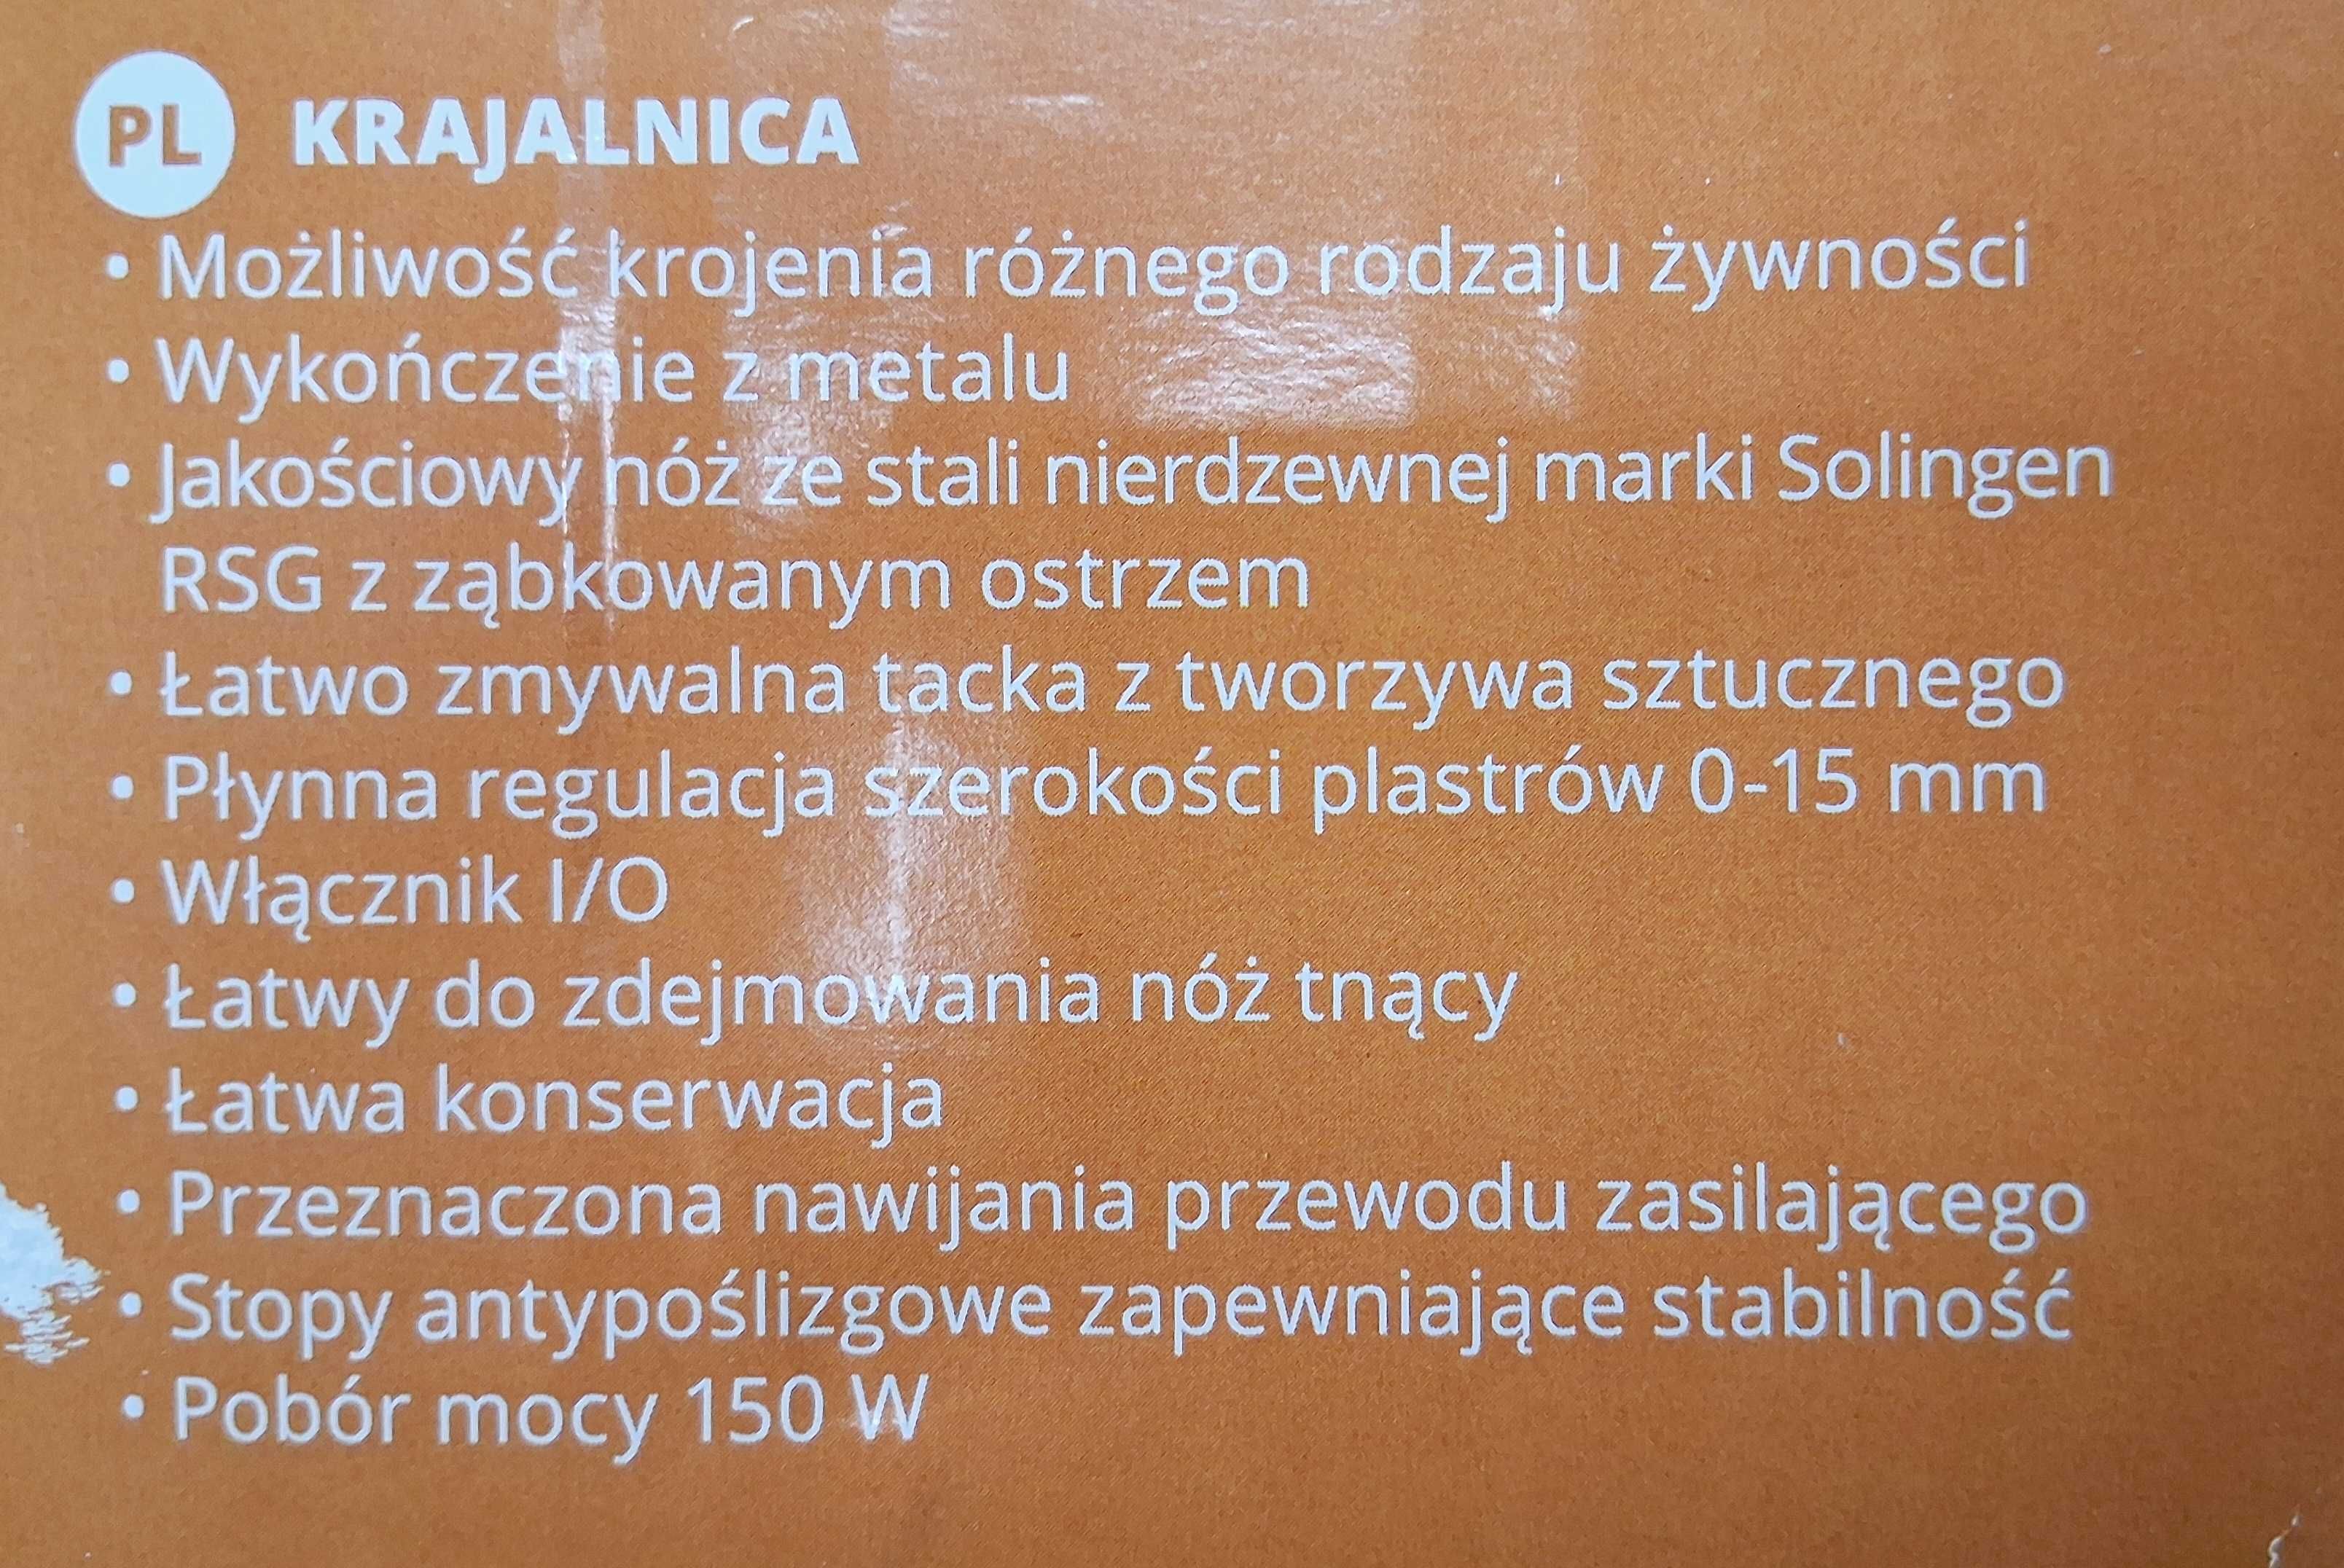 PL KRAJALNICA
• Możliwość krojenia różnego rodzaju żywności
• Wykończenie z metalu
• Jakościowy nóż ze stali nierdzewnej marki Solingen
RSG z ząbkowanym ostrzem
• Łatwo zmywalna tacka z tworzywa sztucznego
• Płynna regulacja szerokości plastrów 0-15 mm
• Włącznik I/O
• Łatwy do zdejmowania nóż tnący
• Łatwa konserwacja
• Przeznaczona nawijania przewodu zasilającego
• Stopy antypoślizgowe zapewniające stabilność
• Pobór mocy 150 W